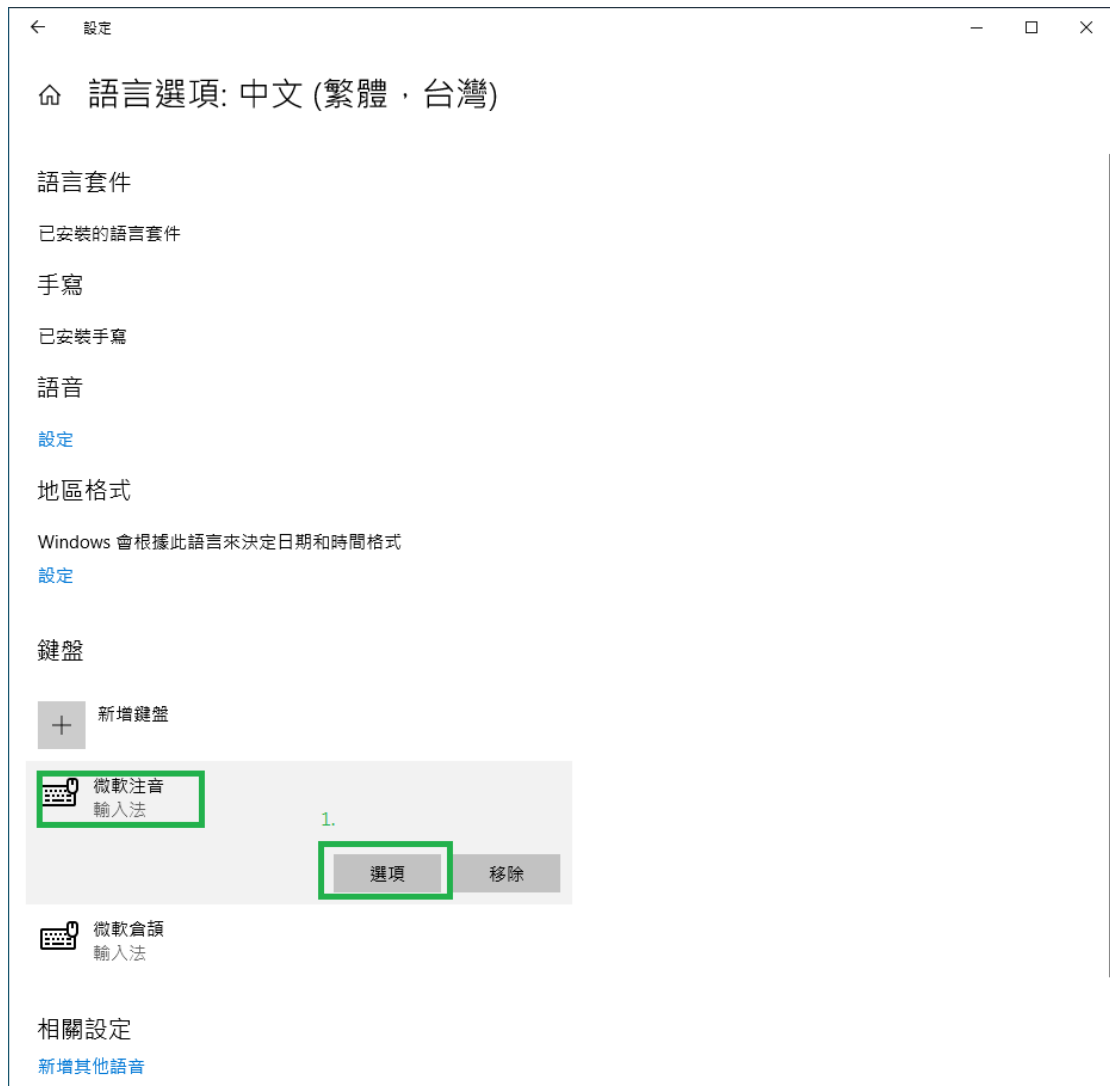 設定
語言選項: 中文 (繁體，台灣)
語言套件
已安裝的語言套件
手寫
已安裝手寫
語音
設定
地區格式
Windows 會根據此語言來決定日期和時間格式
設定
鍵盤
新增鍵盤
微軟注音
輸入法
1.
選項 移除
微軟倉頡
輸入法
相關設定
新增其他語音